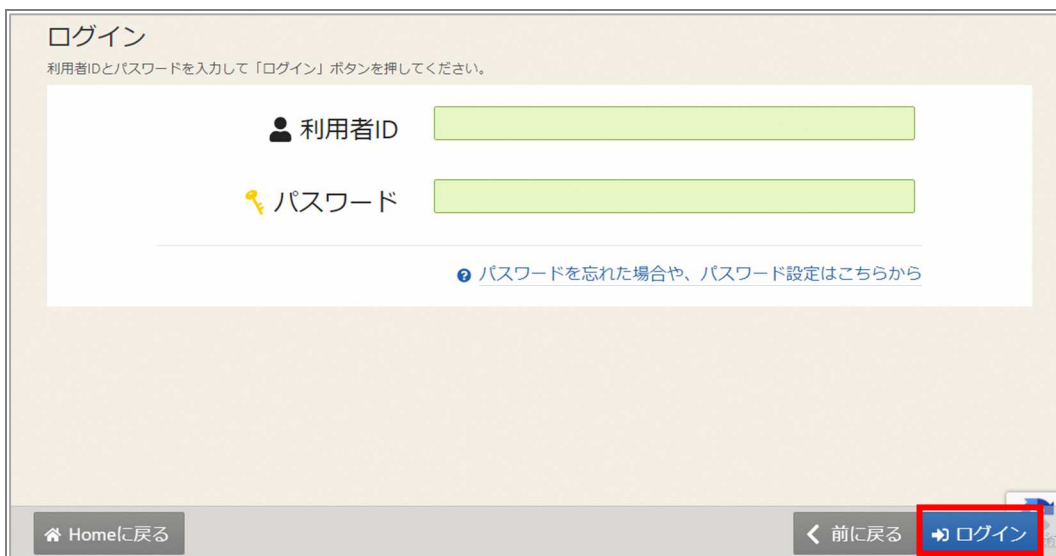 ログイン
利用者IDとパスワードを入力して「ログイン」ボタンを押してください。
利用者ID
パスワード
パスワードを忘れた場合や、パスワード設定はこちらから
Homeに戻る
前に戻る
ログイン